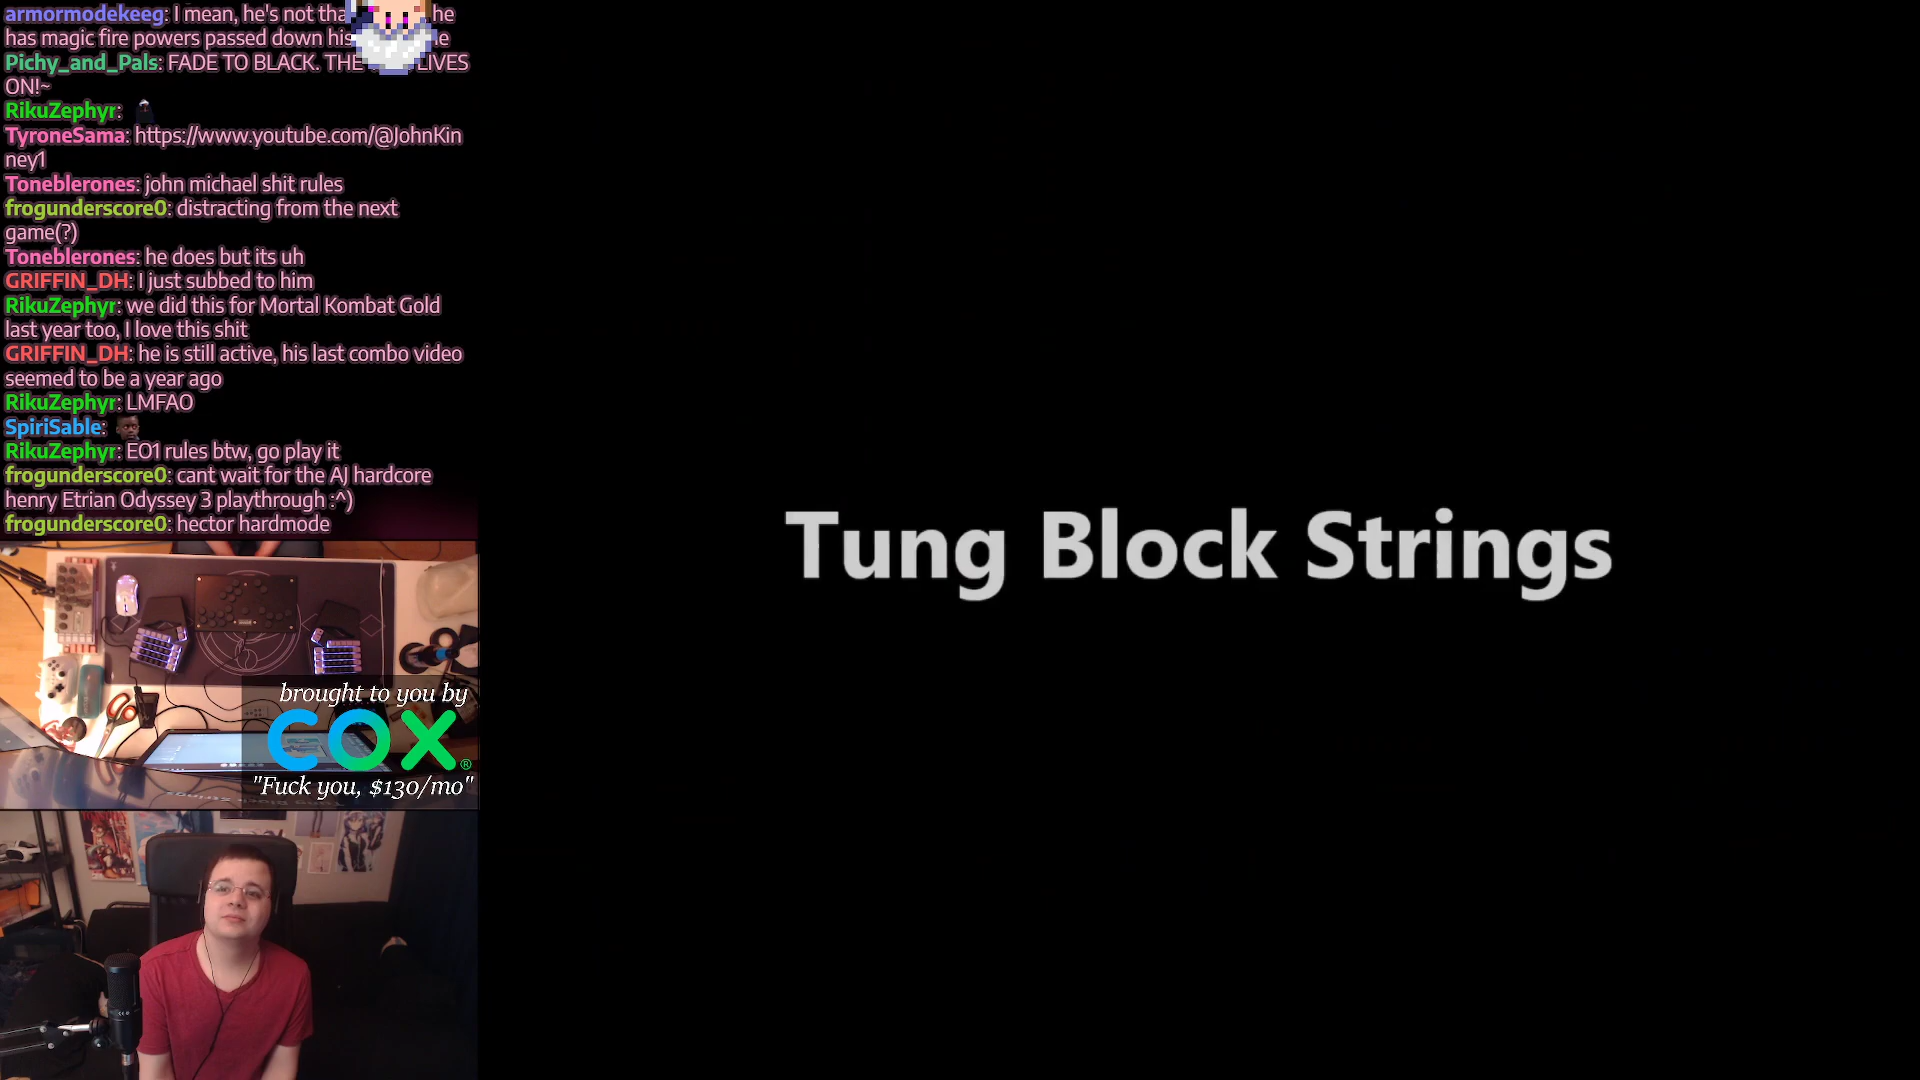 armormodekeeg: I mean, he's not tha he
has magic fire powers passed down his
Pichy_and_Pals: FADE TO BLACK. THE LIVES
ON!~
RikuZephyr:
TyroneSama: https://www.youtube.com/@JohnKin
ney1
Toneblerones: john michael shit rules
frogunderscore0: distracting from the next
game(?)
Toneblerones: he does but its uh
GRIFFIN_DH: I just subbed to him
RikuZephyr: we did this for Mortal Kombat Gold
last year too, I love this shit
GRIFFIN_DH: he is still active, his last combo video
seemed to be a year ago
RikuZephyr: LMFAO
SpiriSable:
RikuZephyr: EO1 rules btw, go play it
frogunderscore0: cant wait for the AJ hardcore
henry Etrian Odyssey 3 playthrough :^)
frogunderscore0: hector hardmode
brought to you by
COX®
"Fuck you, $130/mo"
Tung Block Strings